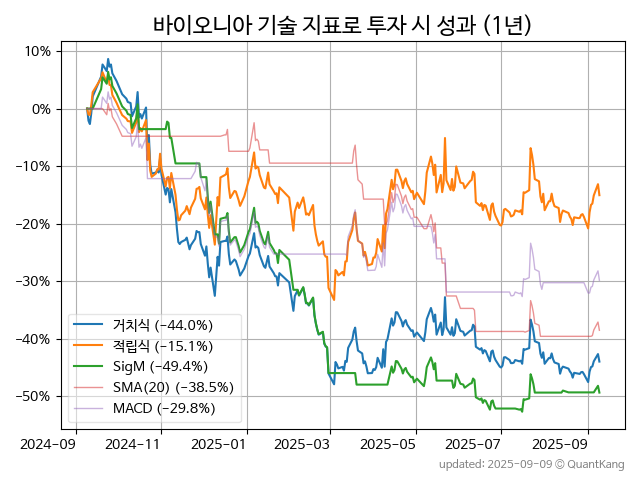 바이오니아 기술 지표로 투자 시 성과 (1년)
10%
0%
−10%
−20%
−30%
−40%
−50%
거치식 (−44.0%)
적립식 (−15.1%)
SigM (−49.4%)
SMA(20) (−38.5%)
MACD (−29.8%)
2024-09
2024-11
2025-01
2025-03
2025-05
2025-07
2025-09
updated: 2025-09-09 © QuantKang